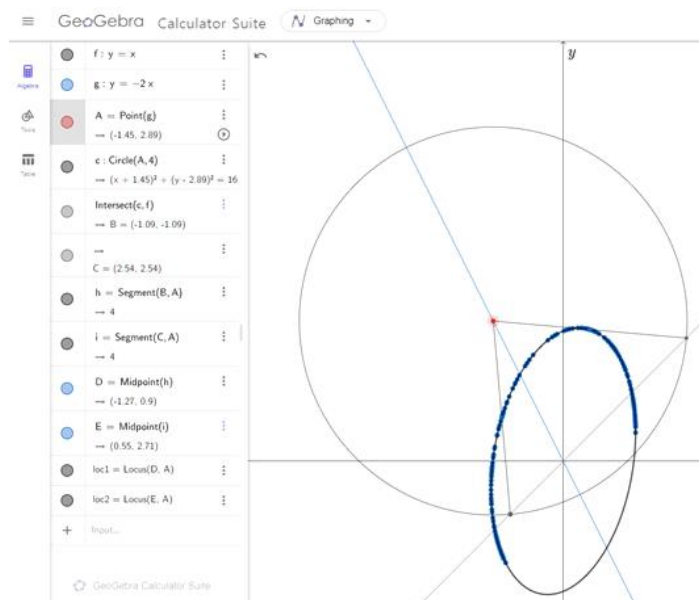 GeoGebra Calculator Suite Graphing
Algebra
Tools
Table
f : y = x
g : y = −2 x
A = Point(g)
→ (-1.45, 2.89)
c : Circle(A, 4)
→ (x + 1.45)² + (y - 2.89)² = 16
Intersect(c, f)
→ B = (-1.09, -1.09)
→
C = (2.54, 2.54)
h = Segment(B, A)
→ 4
i = Segment(C, A)
→ 4
D = Midpoint(h)
→ (-1.27, 0.9)
E = Midpoint(i)
→ (0.55, 2.71)
loc1 = Locus(D, A)
loc2 = Locus(E, A)
+ Input...
GeoGebra Calculator Suite
y